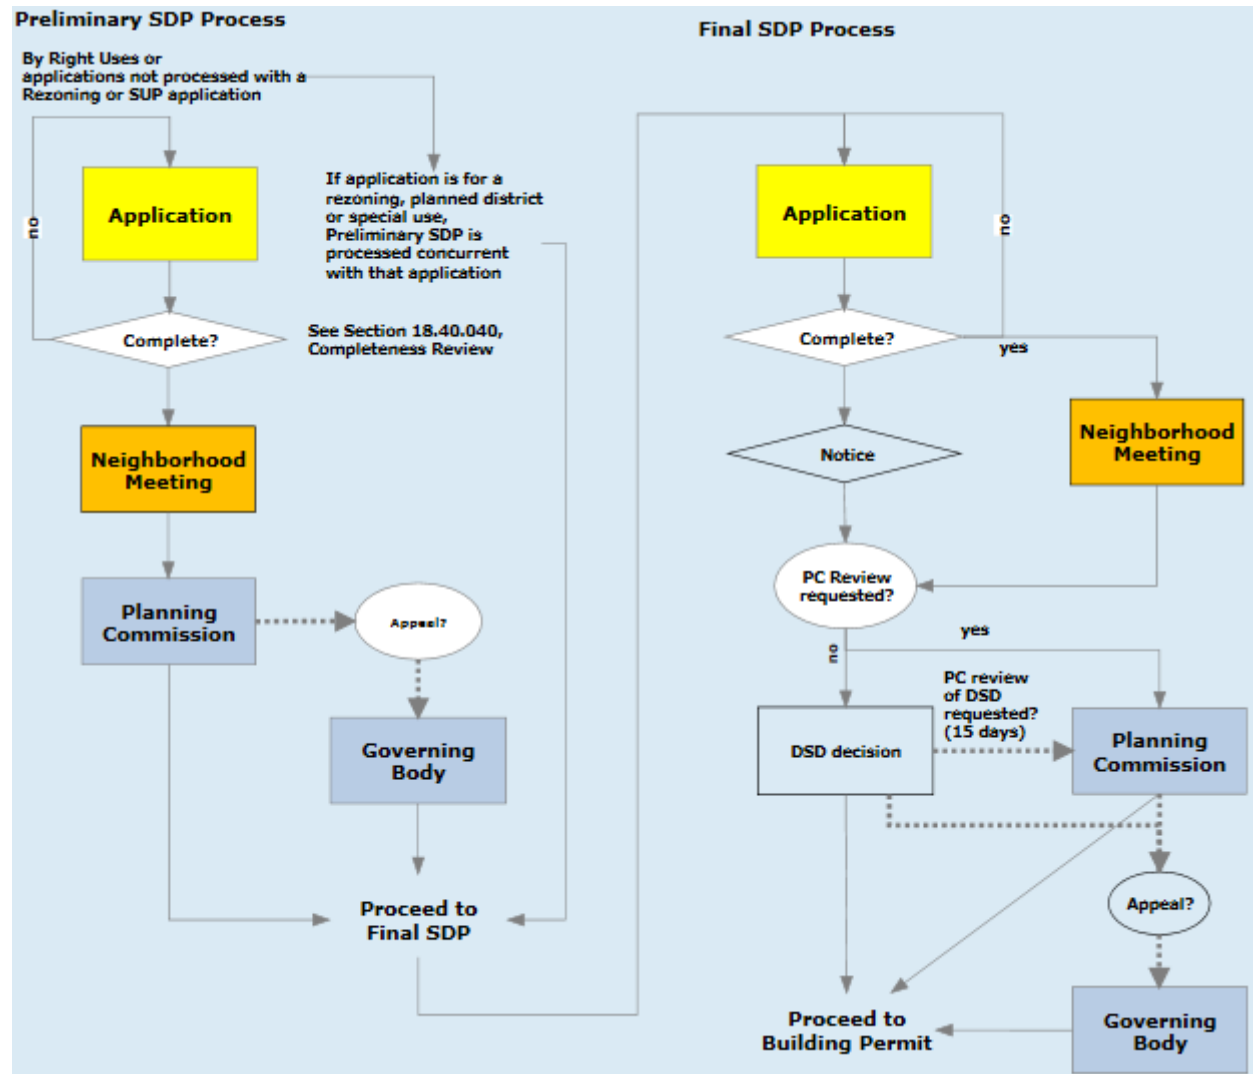 Preliminary SDP Process
By Right Uses or
applications not processed with a
Rezoning or SUP application
no
Application
If application is for a
rezoning, planned district
or special use,
Preliminary SDP is
processed concurrent
with that application
Complete?
See Section 18.40.040,
Completeness Review
Neighborhood
Meeting
Planning
Commission
Appeal?
Governing
Body
Proceed to
Final SDP
Final SDP Process
Application
no
Complete?
yes
Neighborhood
Meeting
Notice
PC Review
requested?
yes
no
PC review
of DSD
requested?
(15 days)
DSD decision
Planning
Commission
Appeal?
Proceed to
Building Permit
Governing
Body